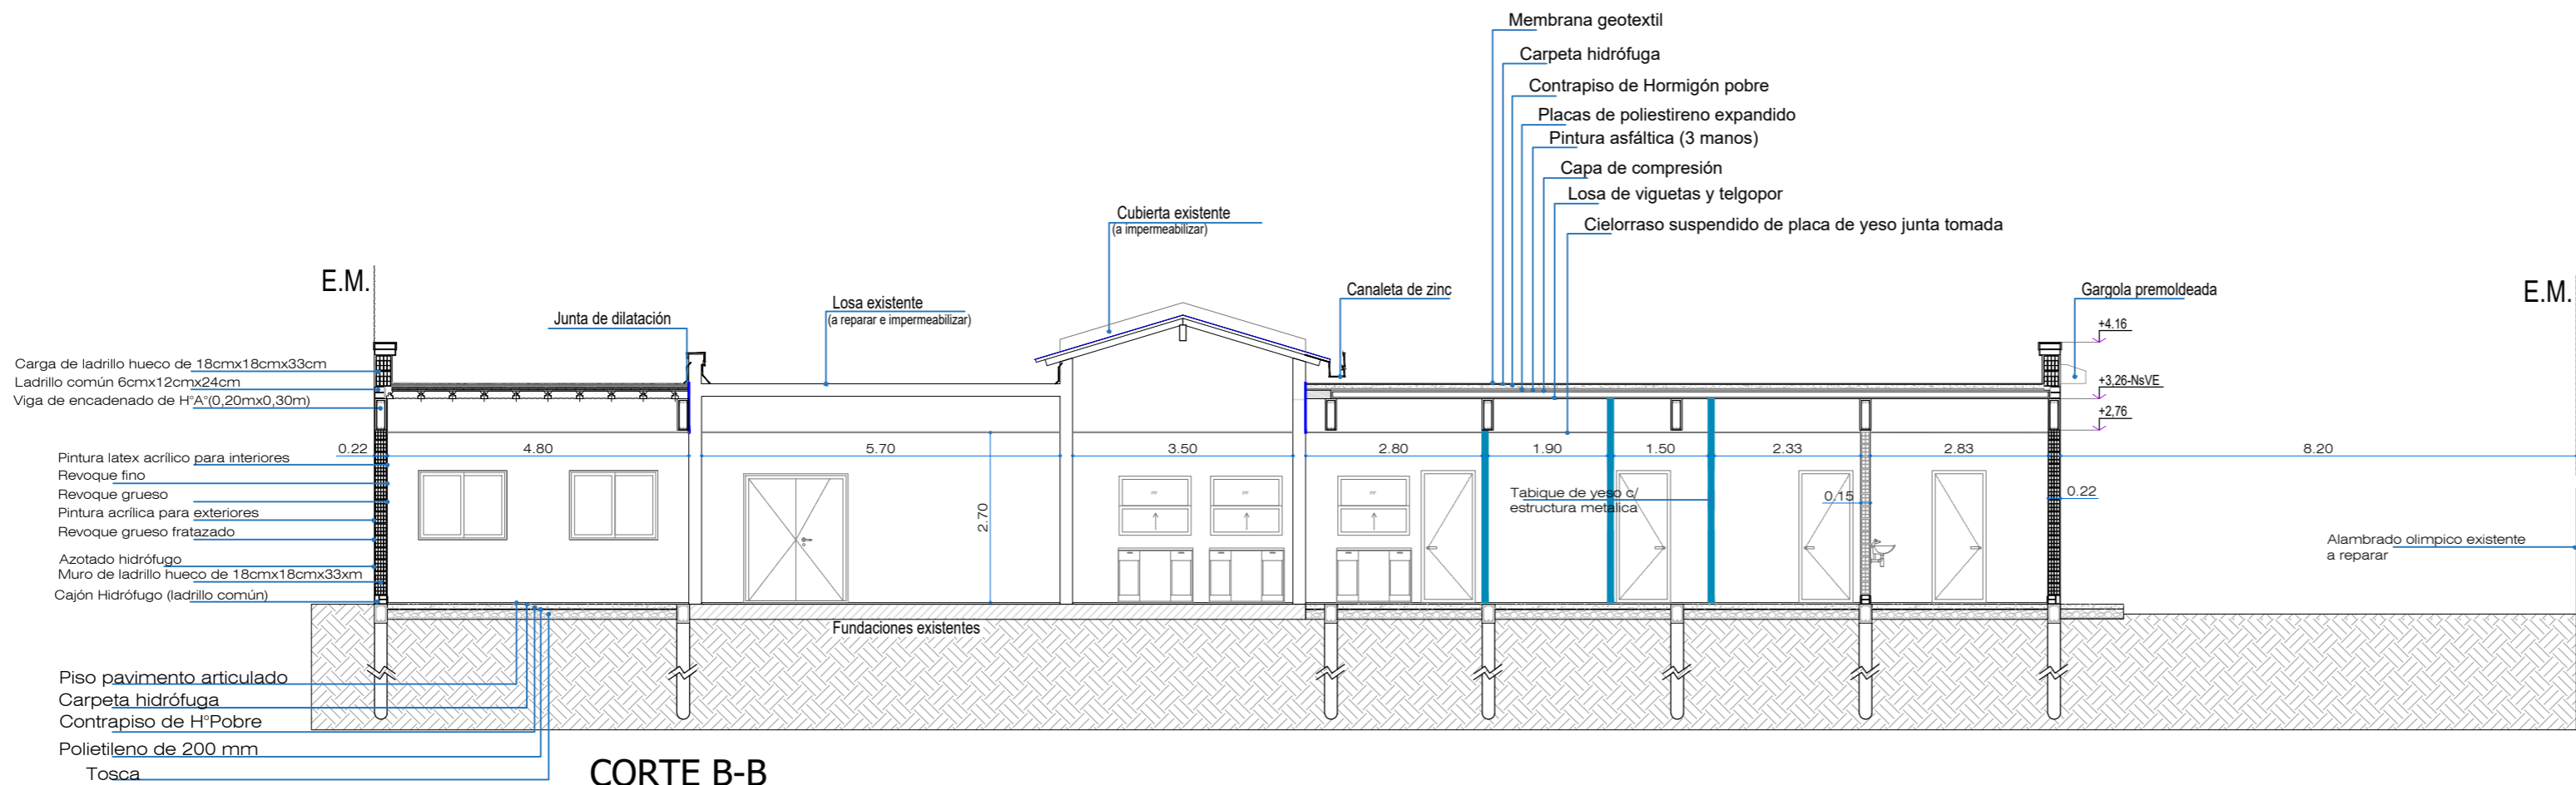 Membrana geotextil
Carpeta hidrófuga
Contrapiso de Hormigón pobre
Placas de poliestireno expandido
Pintura asfáltica (3 manos)
Capa de compresión
Losa de viguetas y telgopor
Cielorraso suspendido de placa de yeso junta tomada
Cubierta existente
(a impermeabilizar)
E.M.
Junta de dilatación
Losa existente
(a reparar e impermeabilizar)
Canaleta de zinc
Gargola premoldeada
E.M.
+4.16
+3,26-NsVE
+2,76
Carga de ladrillo hueco de 18cmx18cmx33cm
Ladrillo común 6cmx12cmx24cm
Viga de encadenado de H°A°(0,20mx0,30m)
0.22
4.80
5.70
3.50
2.80
1.90
1.50
2.33
2.83
8.20
Pintura latex acrílico para interiores
Revoque fino
Revoque grueso
Pintura acrílica para exteriores
Revoque grueso fratazado
Azotado hidrófugo
Muro de ladrillo hueco de 18cmx18cmx33xm
Cajón Hidrófugo (ladrillo común)
2.70
Tabique de yeso c/
estructura metalica
0.15
0.22
Alambrado olimpico existente
a reparar
Fundaciones existentes
Piso pavimento articulado
Carpeta hidrófuga
Contrapiso de H°Pobre
Polietileno de 200 mm
Tosca
CORTE B-B